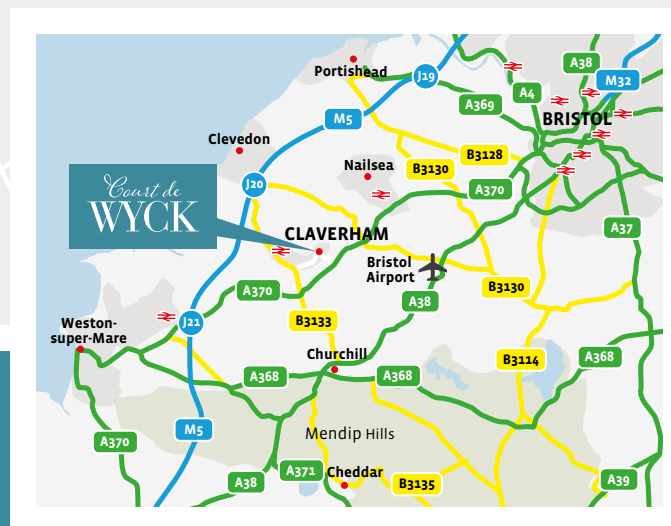 A38
M32
Portishead
J19
A4
A369
BRISTOL
M5
Clevedon
B3128
Nailsea
B3130
J20
A370
Court de
WYCK
A37
CLAVERHAM
Bristol
Airport
A370
B3130
A38
J21
B3133
Weston-
super-Mare
Churchill
A368
B3114
A368
A368
M5
Mendip Hills
A370
A371
Cheddar
A38
B3135
A39